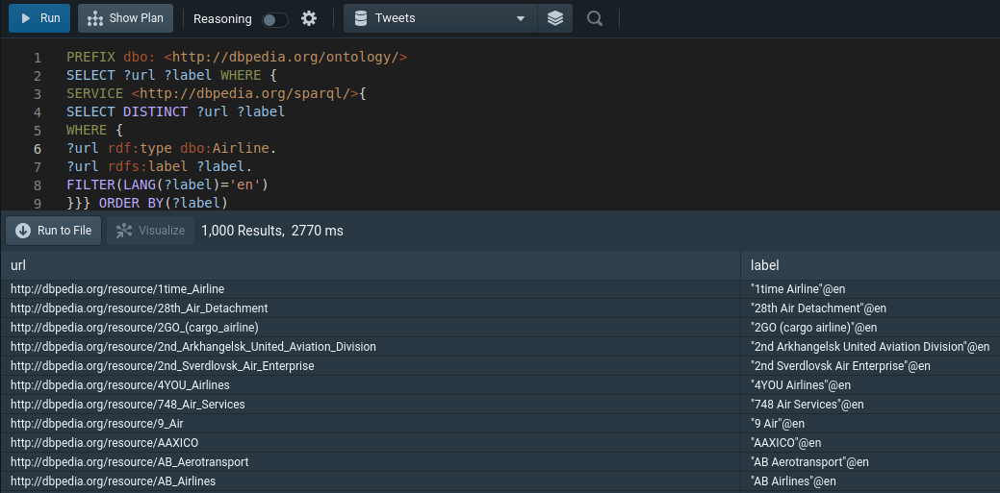 Run Show Plan Reasoning Tweets
1 PREFIX dbo: <http://dbpedia.org/ontology/>
2 SELECT ?url ?label WHERE {
3 SERVICE <http://dbpedia.org/sparql/>{
4 SELECT DISTINCT ?url ?label
5 WHERE {
6 ?url rdf:type dbo:Airline.
7 ?url rdfs:label ?label.
8 FILTER(LANG(?label)='en')
9 }}} ORDER BY(?label)
Run to File Visualize 1,000 Results, 2770 ms
url label
http://dbpedia.org/resource/1time_Airline "1time Airline"@en
http://dbpedia.org/resource/28th_Air_Detachment "28th Air Detachment"@en
http://dbpedia.org/resource/2GO_(cargo_airline) "2GO (cargo airline)"@en
http://dbpedia.org/resource/2nd_Arkhangelsk_United_Aviation_Division "2nd Arkhangelsk United Aviation Division"@en
http://dbpedia.org/resource/2nd_Sverdlovsk_Air_Enterprise "2nd Sverdlovsk Air Enterprise"@en
http://dbpedia.org/resource/4YOU_Airlines "4YOU Airlines"@en
http://dbpedia.org/resource/748_Air_Services "748 Air Services"@en
http://dbpedia.org/resource/9_Air "9 Air"@en
http://dbpedia.org/resource/AAXICO "AAXICO"@en
http://dbpedia.org/resource/AB_Aerotransport "AB Aerotransport"@en
http://dbpedia.org/resource/AB_Airlines "AB Airlines"@en